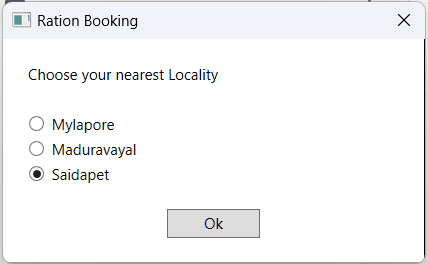 Ration Booking
Choose your nearest Locality
Mylapore
Maduravayal
Saidapet
Ok